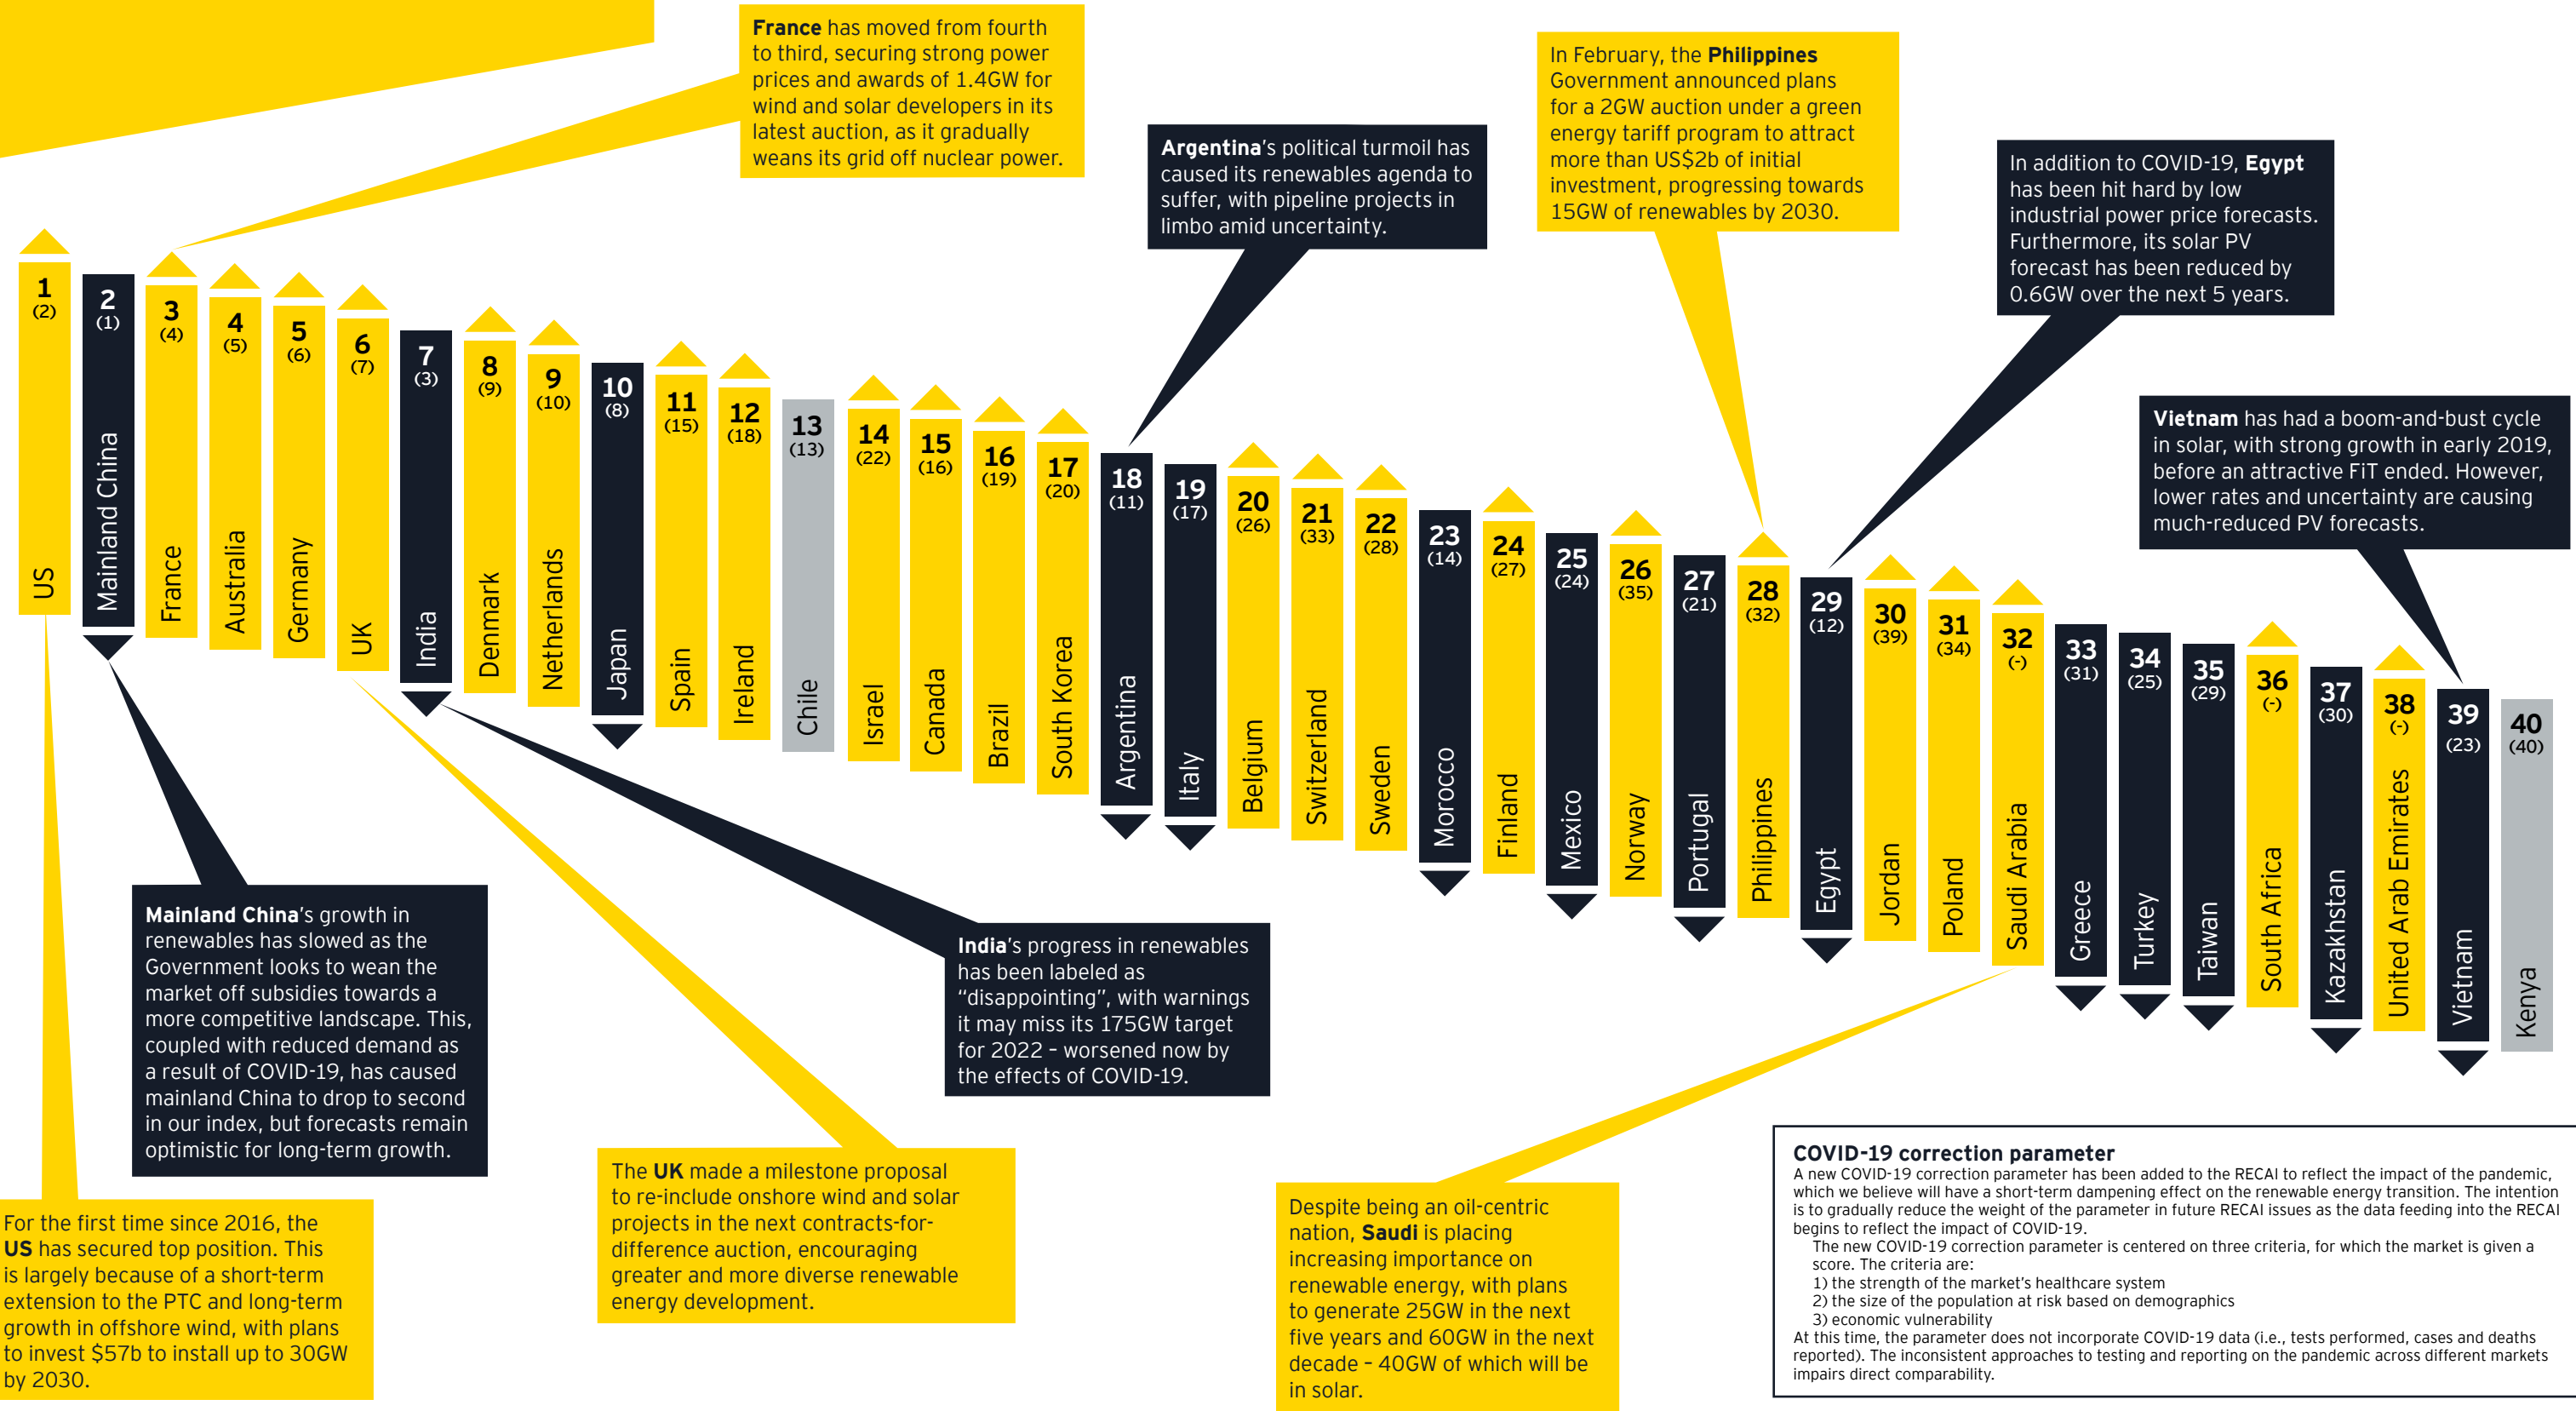 France has moved from fourth
to third, securing strong power
prices and awards of 1.4GW for
wind and solar developers in its
latest auction, as it gradually
weans its grid off nuclear power.
Argentina's political turmoil has
caused its renewables agenda to
suffer, with pipeline projects in
limbo amid uncertainty.
In February, the Philippines
Government announced plans
for a 2GW auction under a green
energy tariff program to attract
more than US$2b of initial
investment, progressing towards
15GW of renewables by 2030.
In addition to COVID-19, Egypt
has been hit hard by low
industrial power price forecasts.
Furthermore, its solar PV
forecast has been reduced by
0.6GW over the next 5 years.
Vietnam has had a boom-and-bust cycle
in solar, with strong growth in early 2019,
before an attractive FiT ended. However,
lower rates and uncertainty are causing
much-reduced PV forecasts.
1
(2)
US
2
(1)
Mainland China
3
(4)
France
4
(5)
Australia
5
(6)
Germany
6
(7)
UK
7
(3)
India
8
(9)
Denmark
9
(10)
Netherlands
10
(8)
Japan
11
(15)
Spain
12
(18)
Ireland
13
(13)
Chile
14
(22)
Israel
15
(16)
Canada
16
(19)
Brazil
17
(20)
South Korea
18
(11)
Argentina
19
(17)
Italy
20
(26)
Belgium
21
(33)
Switzerland
22
(28)
Sweden
23
(14)
Morocco
24
(27)
Finland
25
(24)
Mexico
26
(35)
Norway
27
(21)
Portugal
28
(32)
Philippines
29
(12)
Egypt
30
(39)
Jordan
31
(34)
Poland
32
(-)
Saudi Arabia
33
(31)
Greece
34
(25)
Turkey
35
(29)
Taiwan
36
(-)
South Africa
37
(30)
Kazakhstan
38
(-)
United Arab Emirates
39
(23)
Vietnam
40
(40)
Kenya
Mainland China's growth in
renewables has slowed as the
Government looks to wean the
market off subsidies towards a
more competitive landscape. This,
coupled with reduced demand as
a result of COVID-19, has caused
mainland China to drop to second
in our index, but forecasts remain
optimistic for long-term growth.
India's progress in renewables
has been labeled as
"disappointing", with warnings
it may miss its 175GW target
for 2022 – worsened now by
the effects of COVID-19.
For the first time since 2016, the
US has secured top position. This
is largely because of a short-term
extension to the PTC and long-term
growth in offshore wind, with plans
to invest $57b to install up to 30GW
by 2030.
The UK made a milestone proposal
to re-include onshore wind and solar
projects in the next contracts-for-
difference auction, encouraging
greater and more diverse renewable
energy development.
Despite being an oil-centric
nation, Saudi is placing
increasing importance on
renewable energy, with plans
to generate 25GW in the next
five years and 60GW in the next
decade – 40GW of which will be
in solar.
COVID-19 correction parameter
A new COVID-19 correction parameter has been added to the RECAI to reflect the impact of the pandemic,
which we believe will have a short-term dampening effect on the renewable energy transition. The intention
is to gradually reduce the weight of the parameter in future RECAI issues as the data feeding into the RECAI
begins to reflect the impact of COVID-19.
The new COVID-19 correction parameter is centered on three criteria, for which the market is given a
score. The criteria are:
1) the strength of the market's healthcare system
2) the size of the population at risk based on demographics
3) economic vulnerability
At this time, the parameter does not incorporate COVID-19 data (i.e., tests performed, cases and deaths
reported). The inconsistent approaches to testing and reporting on the pandemic across different markets
impairs direct comparability.